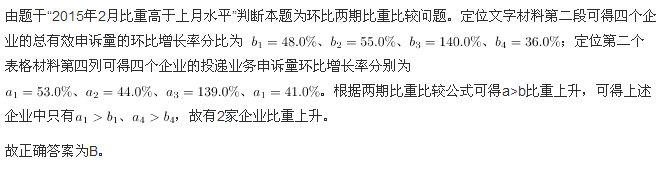 由题干“2015年2月比重高于上月水平”判断本题为环比两期比重比较问题。定位文字材料第二段可得四个企
业的总有效申诉量的环比增长率分比为 b₁ = 48.0%、b₂ = 55.0%、b₃ = 140.0%、b₄ = 36.0%；定位第二个
表格材料第四列可得四个企业的投递业务申诉量环比增长率分别为
a₁ = 53.0%、a₂ = 44.0%、a₃ = 139.0%、a₁ = 41.0%。根据两期比重比较公式可得a>b比重上升，可得上述
企业中只有a₁ > b₁、a₄ > b₄，故有2家企业比重上升。
故正确答案为B。